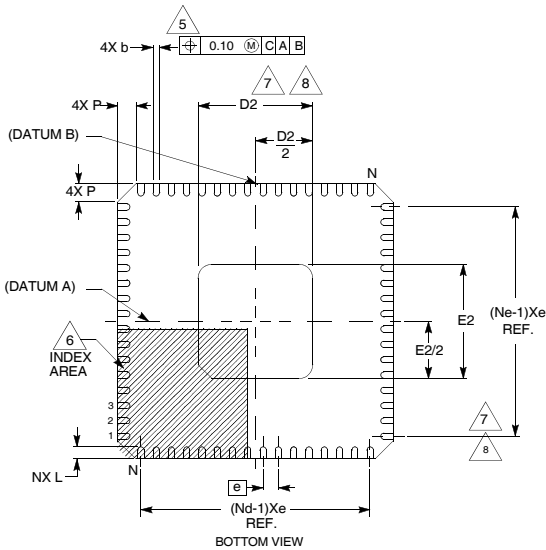 5
4X b
⌖ 0.10 Ⓜ C A B
7 8
4X P
D2
(DATUM B)
D2
2
N
4X P
(DATUM A)
(Ne-1)Xe
REF.
E2
6
INDEX
AREA
E2/2
3
2
1
7
8
NX L
N
e
(Nd-1)Xe
REF.
BOTTOM VIEW